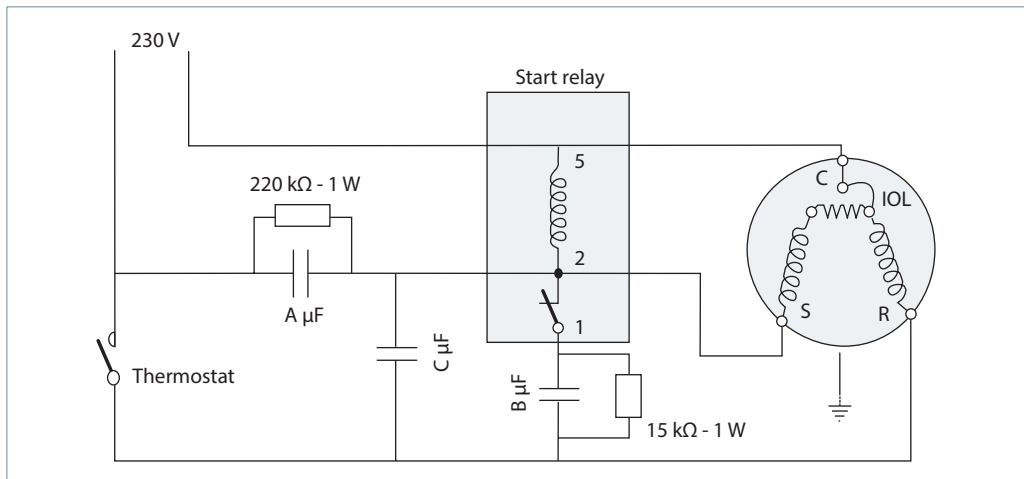 230 V
Start relay
5
220 kΩ - 1 W
C
IOL
2
A µF
S
R
1
C µF
Thermostat
B µF
15 kΩ - 1 W